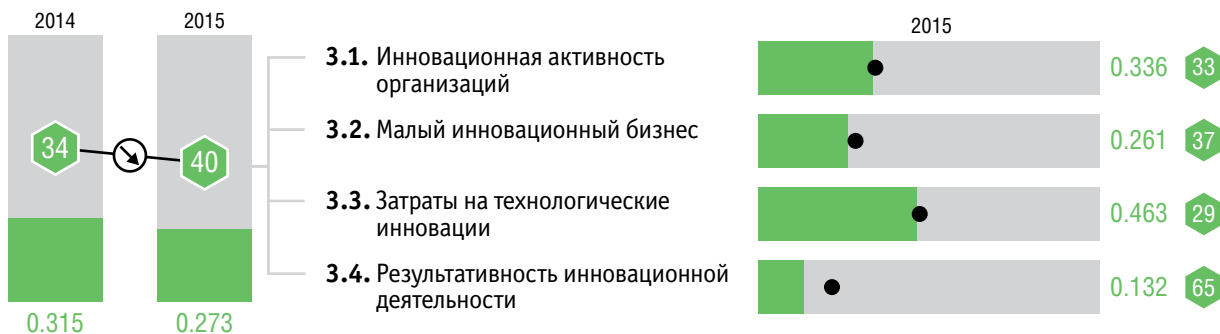 2014
2015
34
40
0.315
0.273
3.1. Инновационная активность
организаций
3.2. Малый инновационный бизнес
3.3. Затраты на технологические
инновации
3.4. Результативность инновационной
деятельности
2015
0.336 33
0.261 37
0.463 29
0.132 65